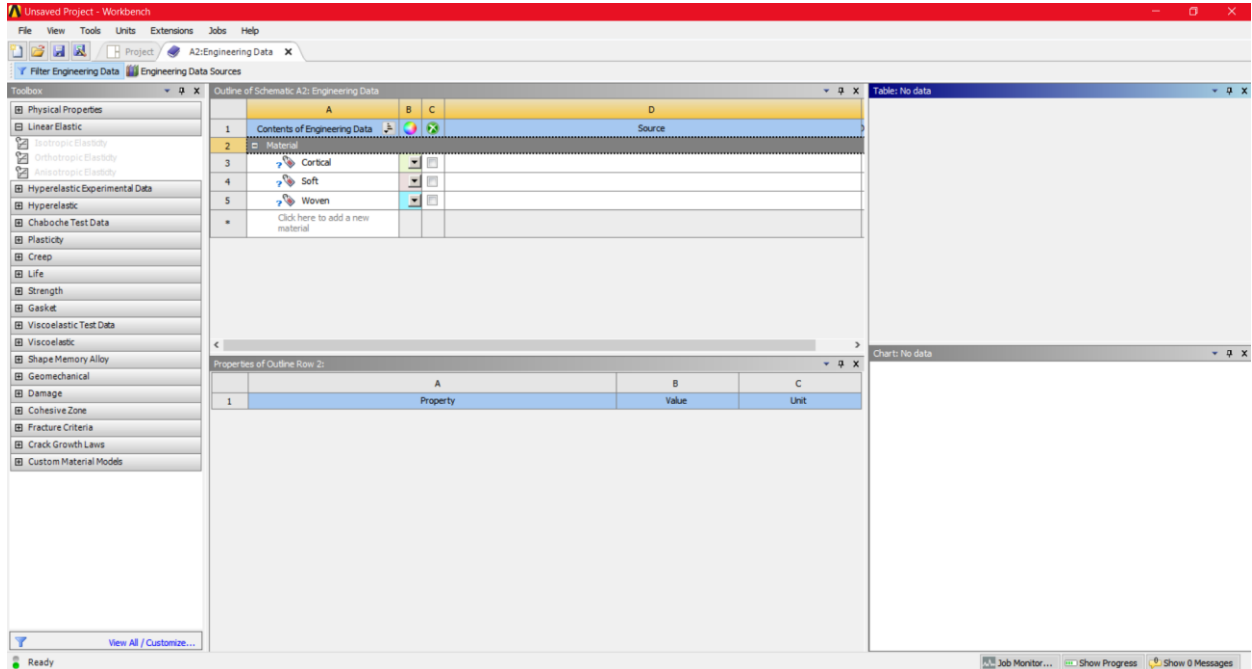 Unsaved Project - Workbench
File View Tools Units Extensions Jobs Help
Project A2:Engineering Data
Filter Engineering Data Engineering Data Sources
Toolbox
Physical Properties
Linear Elastic
Isotropic Elasticity
Orthotropic Elasticity
Anisotropic Elasticity
Hyperelastic Experimental Data
Hyperelastic
Chaboche Test Data
Plasticity
Creep
Life
Strength
Gasket
Viscoelastic Test Data
Viscoelastic
Shape Memory Alloy
Geomechanical
Damage
Cohesive Zone
Fracture Criteria
Crack Growth Laws
Custom Material Models
View All / Customize...
Outline of Schematic A2: Engineering Data
A B C D
1 Contents of Engineering Data Source
2 Material
3 ? Cortical
4 ? Soft
5 ? Woven
* Click here to add a new
material
Properties of Outline Row 2:
A B C
1 Property Value Unit
Table: No data
Chart: No data
Ready
Job Monitor... Show Progress Show 0 Messages